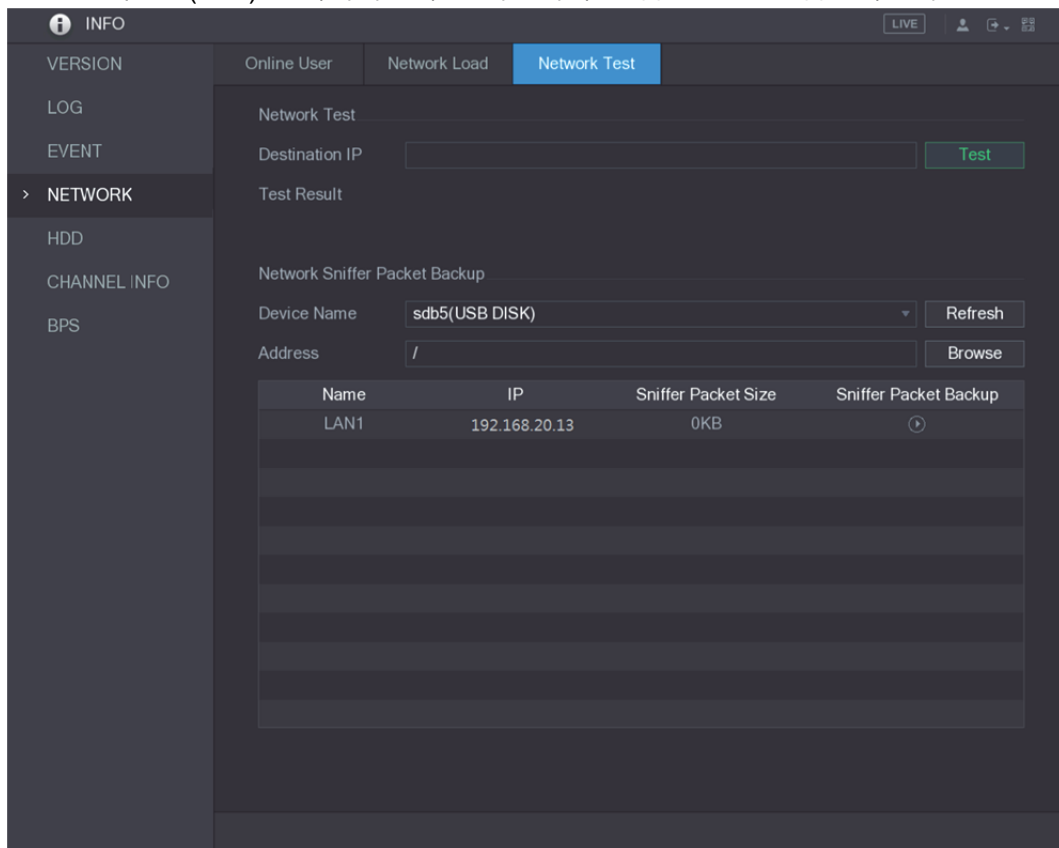 INFO
LIVE
VERSION
Online User Network Load Network Test
LOG
Network Test
EVENT
Destination IP Test
> NETWORK
Test Result
HDD
CHANNEL INFO
Network Sniffer Packet Backup
BPS
Device Name sdb5(USB DISK) Refresh
Address / Browse
Name IP Sniffer Packet Size Sniffer Packet Backup
LAN1 192.168.20.13 0KB